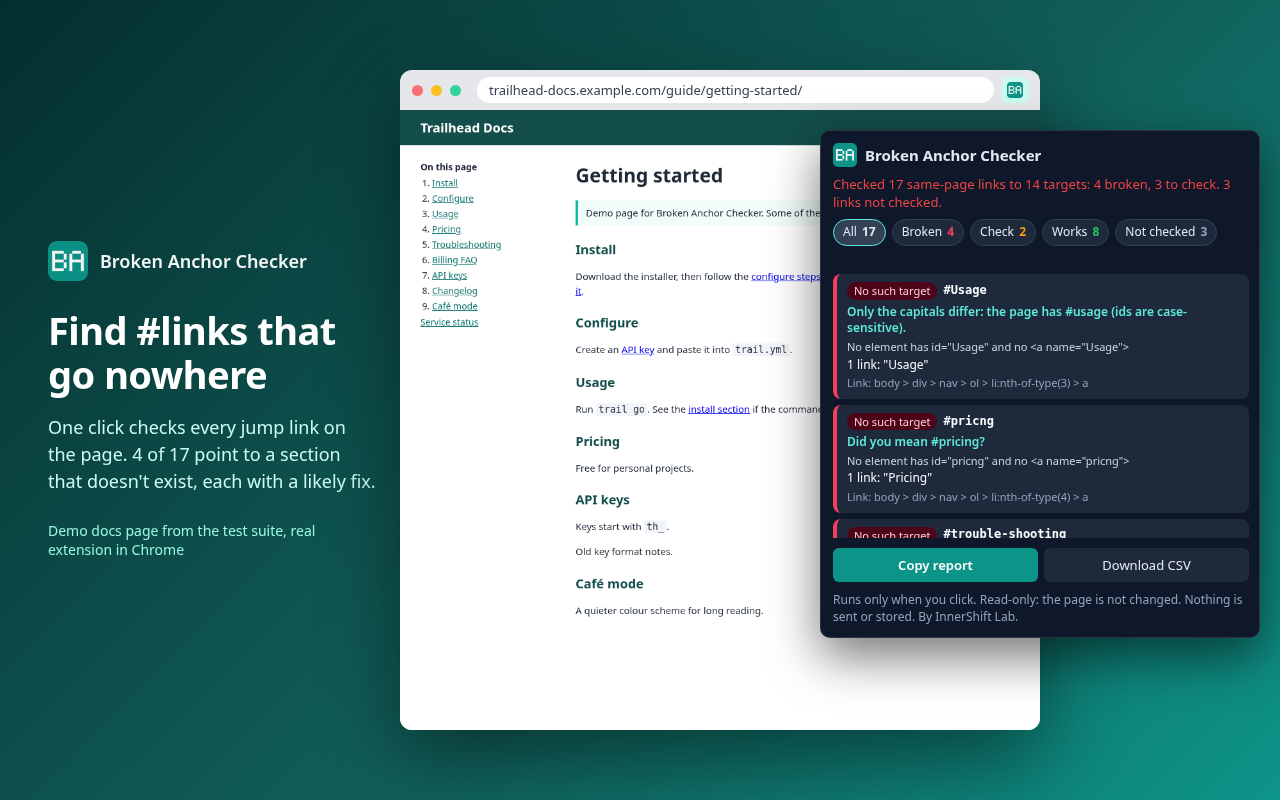 BA Broken Anchor Checker
Find #links that
go nowhere
One click checks every jump link on
the page. 4 of 17 point to a section
that doesn't exist, each with a likely fix.
Demo docs page from the test suite, real
extension in Chrome
trailhead-docs.example.com/guide/getting-started/
BA
Trailhead Docs
On this page
1. Install
2. Configure
3. Usage
4. Pricing
5. Troubleshooting
6. Billing FAQ
7. API keys
8. Changelog
9. Café mode
Service status
Getting started
Demo page for Broken Anchor Checker. Some of the
Install
Download the installer, then follow the configure steps
it.
Configure
Create an API key and paste it into trail.yml.
Usage
Run trail go. See the install section if the command
Pricing
Free for personal projects.
API keys
Keys start with th_.
Old key format notes.
Café mode
A quieter colour scheme for long reading.
BA Broken Anchor Checker
Checked 17 same-page links to 14 targets: 4 broken, 3 to check. 3
links not checked.
All 17 Broken 4 Check 2 Works 8 Not checked 3
No such target #Usage
Only the capitals differ: the page has #usage (ids are case-
sensitive).
No element has id="Usage" and no <a name="Usage">
1 link: "Usage"
Link: body > div > nav > ol > li:nth-of-type(3) > a
No such target #pricng
Did you mean #pricing?
No element has id="pricng" and no <a name="pricng">
1 link: "Pricing"
Link: body > div > nav > ol > li:nth-of-type(4) > a
No such target #trouble-shooting
Copy report Download CSV
Runs only when you click. Read-only: the page is not changed. Nothing is
sent or stored. By InnerShift Lab.